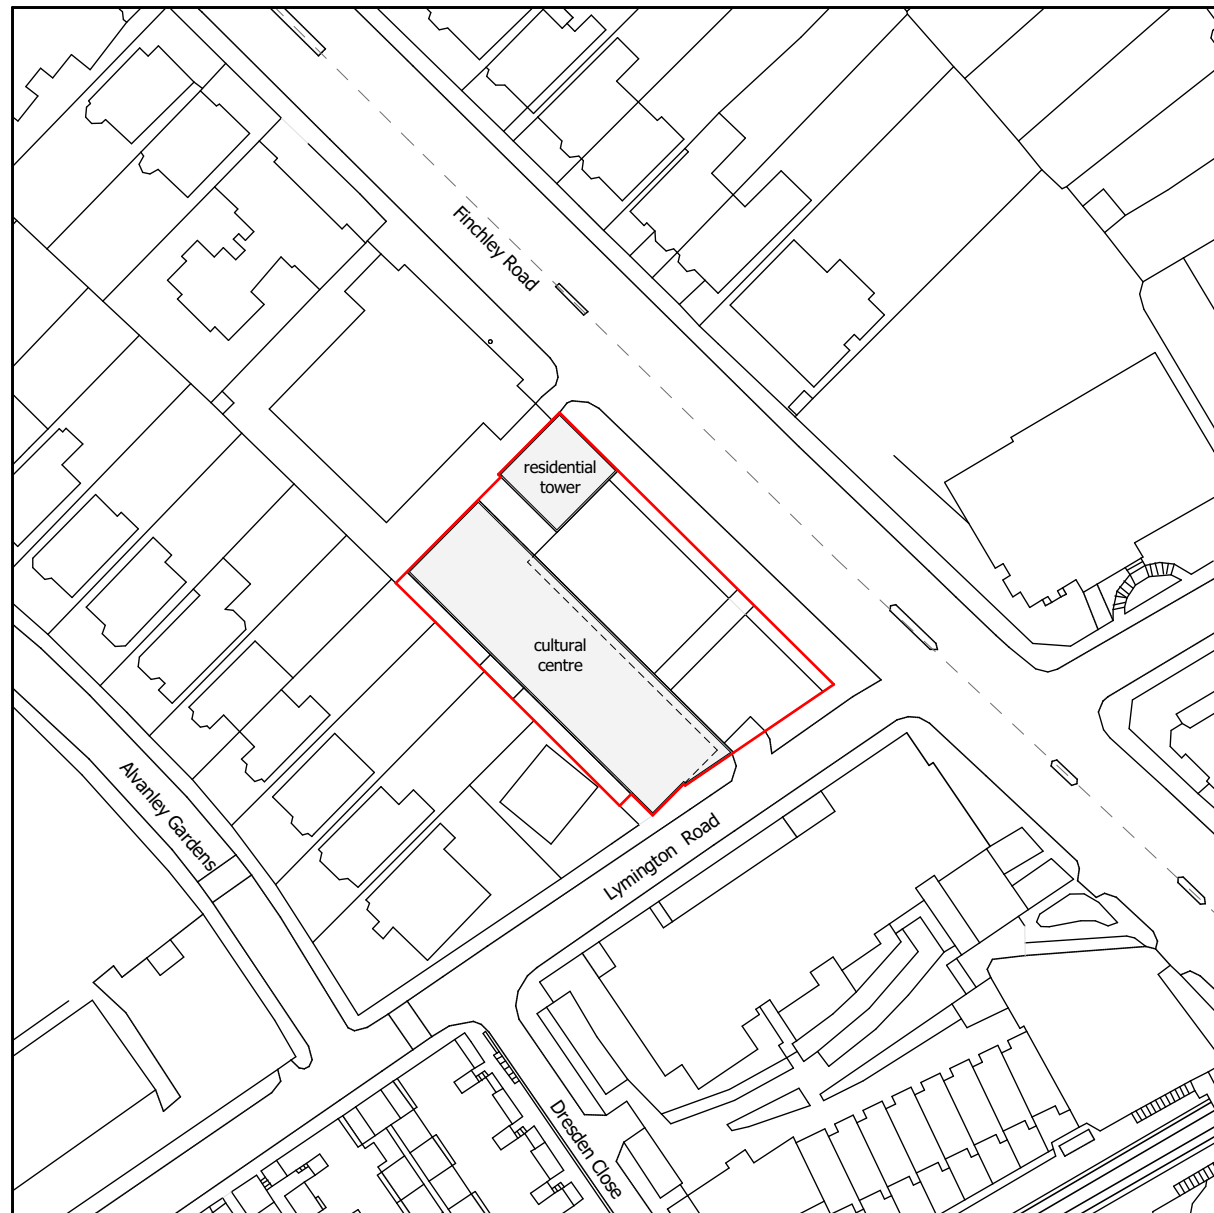 Finchley Road
residential
tower
cultural
centre
Alvanley Gardens
Lymington Road
Dresden Close